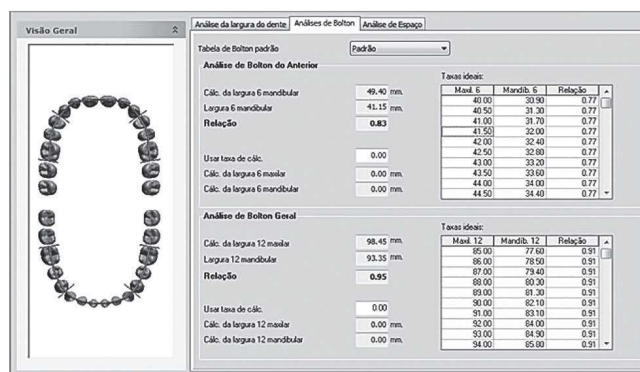 Visão Geral
Análise da largura do dente Análises de Bolton Análise de Espaço
Tabela de Bolton padrão Padrão
Análise de Bolton do Anterior
Cálc. da largura 6 mandibular 49.40 mm.
Largura 6 mandibular 41.15 mm.
Relação 0.83
Usar taxa de cálc. 0.00
Cálc. da largura 6 maxilar 0.00 mm.
Cálc. da largura 6 mandibular 0.00 mm.
Taxas ideais:
Maxil. 6 Mandíb. 6 Relação
40.00 30.90 0.77
40.50 31.30 0.77
41.00 31.70 0.77
41.50 32.00 0.77
42.00 32.40 0.77
42.50 32.80 0.77
43.00 33.20 0.77
43.50 33.60 0.77
44.00 34.00 0.77
44.50 34.40 0.77
Análise de Bolton Geral
Cálc. da largura 12 maxilar 98.45 mm.
Largura 12 mandibular 93.35 mm.
Relação 0.95
Usar taxa de cálc. 0.00
Cálc. da largura 12 maxilar 0.00 mm.
Cálc. da largura 12 mandibular 0.00 mm.
Taxas ideais:
Maxil. 12 Mandíb. 12 Relação
85.00 77.60 0.91
86.00 78.50 0.91
87.00 79.40 0.91
88.00 80.30 0.91
89.00 81.30 0.91
90.00 82.10 0.91
91.00 83.10 0.91
92.00 84.00 0.91
93.00 84.90 0.91
94.00 85.80 0.91